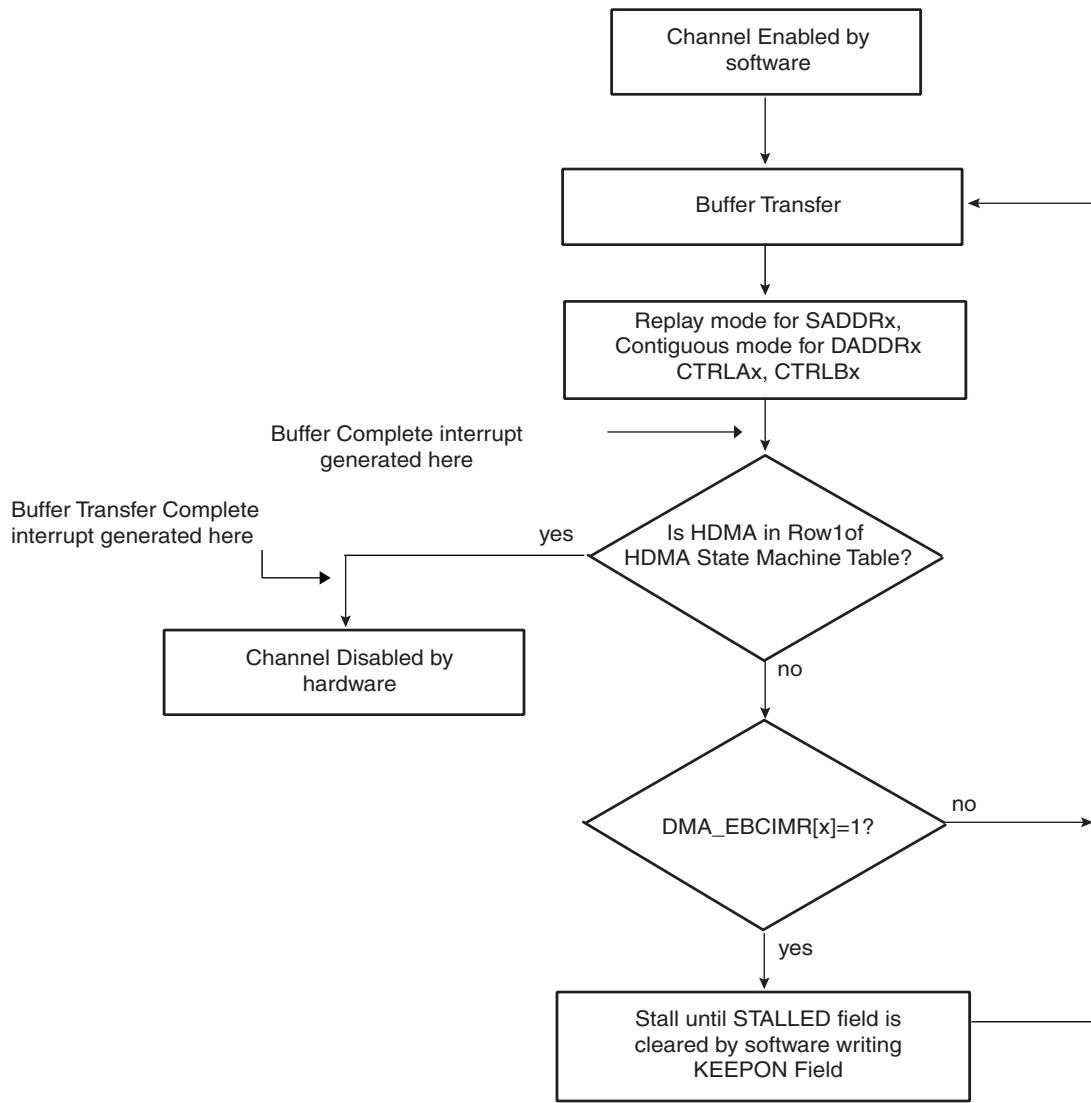 Channel Enabled by
software
Buffer Transfer
Replay mode for SADDRx,
Contiguous mode for DADDRx
CTRLAx, CTRLBx
Buffer Complete interrupt
generated here
Buffer Transfer Complete
interrupt generated here
yes
Is HDMA in Row1of
HDMA State Machine Table?
Channel Disabled by
hardware
no
DMA_EBCIMR[x]=1?
no
yes
Stall until STALLED field is
cleared by software writing
KEEPON Field